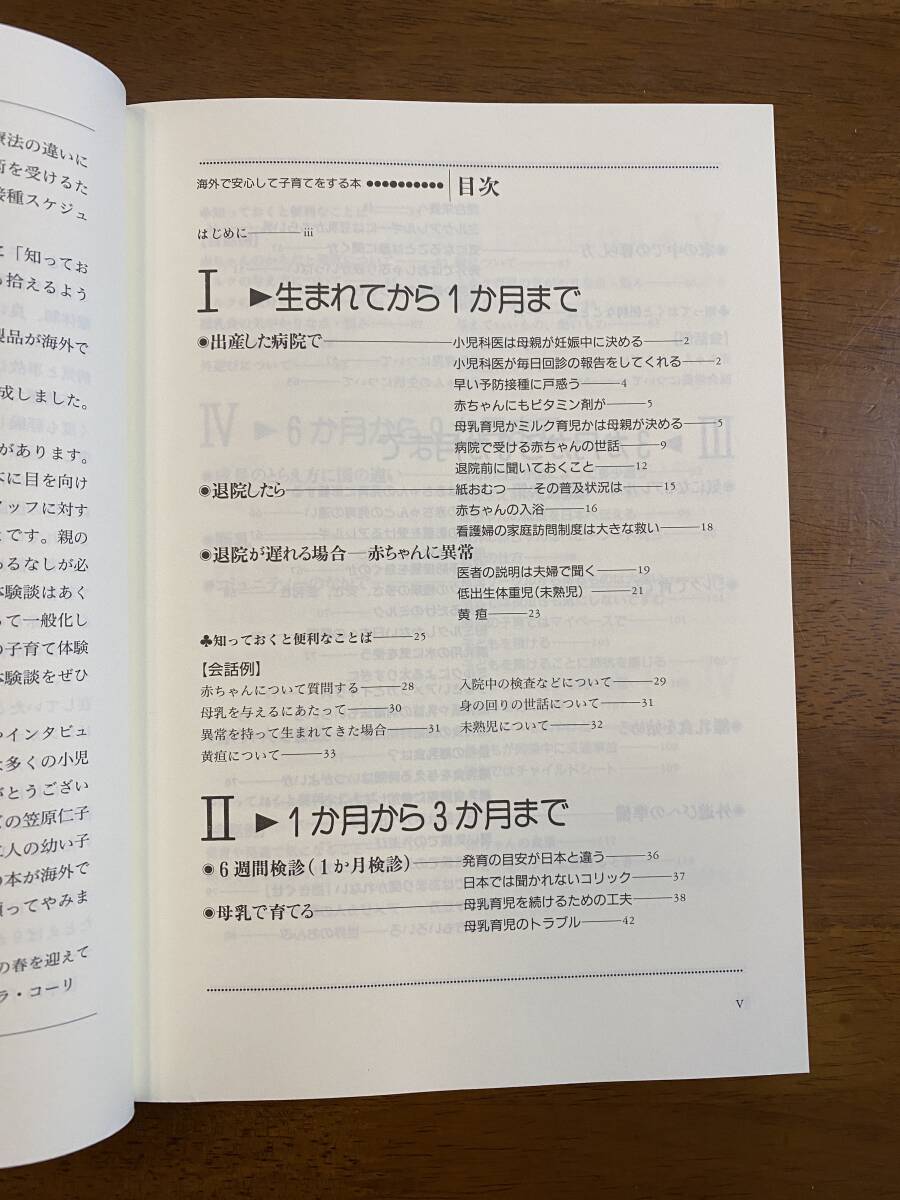 療法の違いに
術を受けるた
接種スケジュ
に「知ってお
も拾えるよう
製品が海外で
成しました。
があります。
本に目を向け
アッフに対す
とです。親の
わるなしが必
体験談はあく
って一般化し
の子育て体験
体験談をぜひ
やインタビュ
に多くの小児
がとうござい
ての笠原仁子
二人の幼い子
の本が海外で
願ってやみま
の春を迎えて
ラ・コーリ
海外で安心して子育てをする本 ●●●●●●●●●● 目次
はじめに――iii
I ▶生まれてから1か月まで
●出産した病院で――小児科医は母親が妊娠中に決める――2
小児科医が毎日回診の報告をしてくれる――2
早い予防接種に戸惑う――4
赤ちゃんにもビタミン剤が――5
母乳育児かミルク育児かは母親が決める――5
病院で受ける赤ちゃんの世話――9
退院前に聞いておくこと――12
●退院したら――紙おむつ――その普及状況は――15
赤ちゃんの入浴――16
看護婦の家庭訪問制度は大きな救い――18
●退院が遅れる場合―赤ちゃんに異常
医者の説明は夫婦で聞く――19
低出生体重児(未熟児)――21
黄疸――23
♣知っておくと便利なことば――25
【会話例】
赤ちゃんについて質問する――28 入院中の検査などについて――29
母乳を与えるにあたって――30 身の回りの世話について――31
異常を持って生まれてきた場合――31 未熟児について――32
黄疸について――33
II ▶1か月から3か月まで
●6週間検診(1か月検診)――発育の目安が日本と違う――36
日本では聞かれないコリック――37
●母乳で育てる――母乳育児を続けるための工夫――38
母乳育児のトラブル――42
V